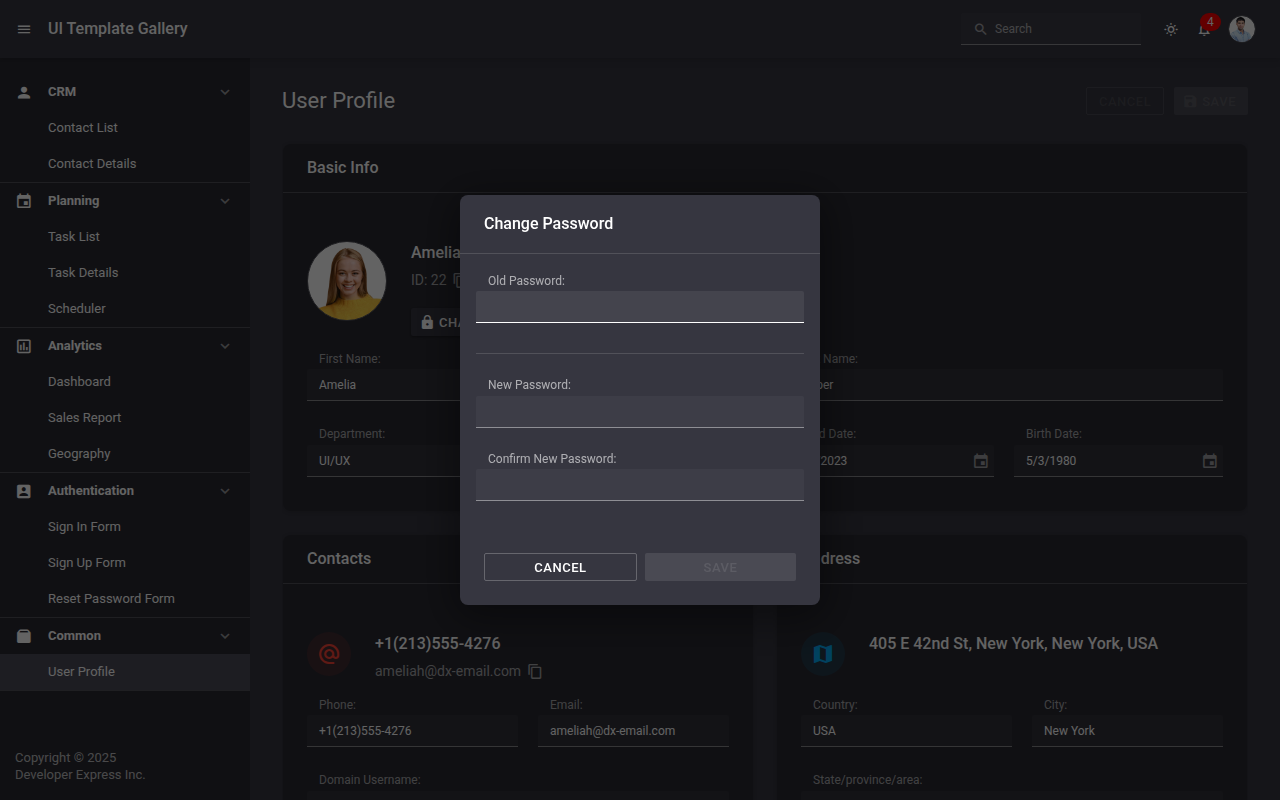 UI Template Gallery
Search
4
CRM
Contact List
Contact Details
Planning
Task List
Task Details
Scheduler
Analytics
Dashboard
Sales Report
Geography
Authentication
Sign In Form
Sign Up Form
Reset Password Form
Common
User Profile
Copyright © 2025
Developer Express Inc.
User Profile
CANCEL
SAVE
Basic Info
Amelia
ID: 22
CHA
First Name:
Amelia
Name:
Department:
UI/UX
d Date:
2023
Birth Date:
5/3/1980
Change Password
Old Password:
New Password:
Confirm New Password:
CANCEL
SAVE
Contacts
+1(213)555-4276
ameliah@dx-email.com
Phone:
+1(213)555-4276
Email:
ameliah@dx-email.com
Domain Username:
dress
405 E 42nd St, New York, New York, USA
Country:
USA
City:
New York
State/province/area: